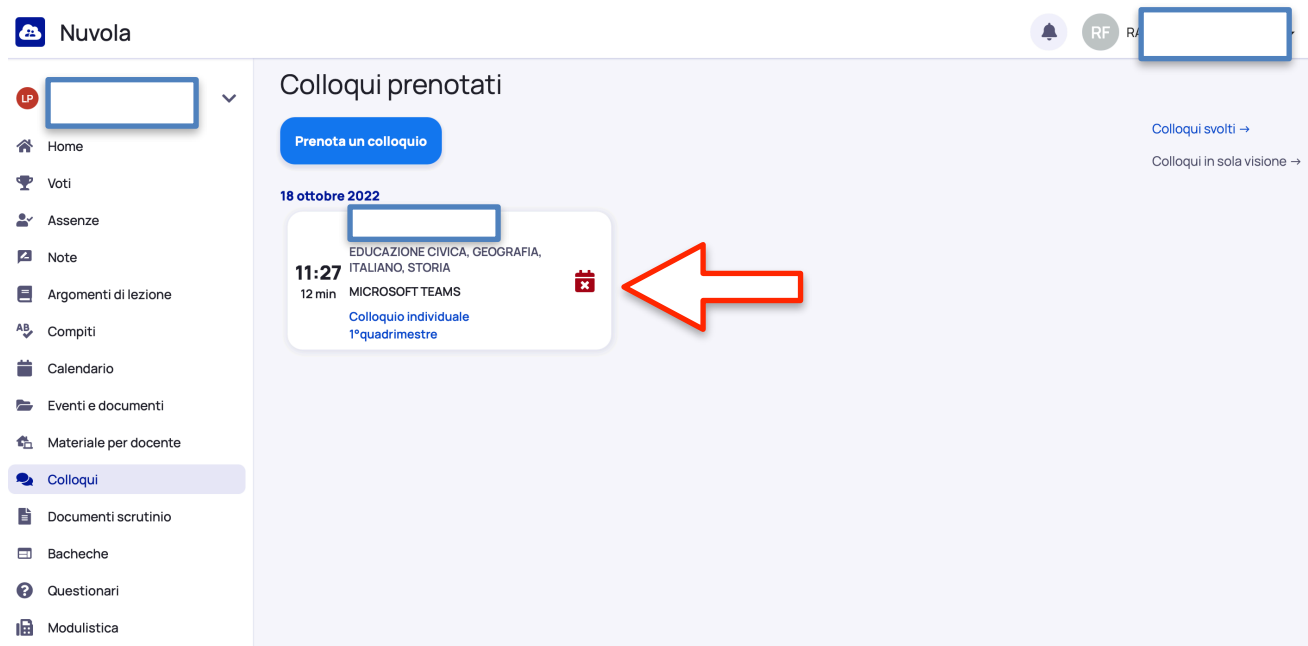 Nuvola
RF
LP
Home
Voti
Assenze
Note
Argomenti di lezione
Compiti
Calendario
Eventi e documenti
Materiale per docente
Colloqui
Documenti scrutinio
Bacheche
Questionari
Modulistica
Colloqui prenotati
Prenota un colloquio
Colloqui svolti →
Colloqui in sola visione →
18 ottobre 2022
11:27
12 min
EDUCAZIONE CIVICA, GEOGRAFIA,
ITALIANO, STORIA
MICROSOFT TEAMS
Colloquio individuale
1°quadrimestre